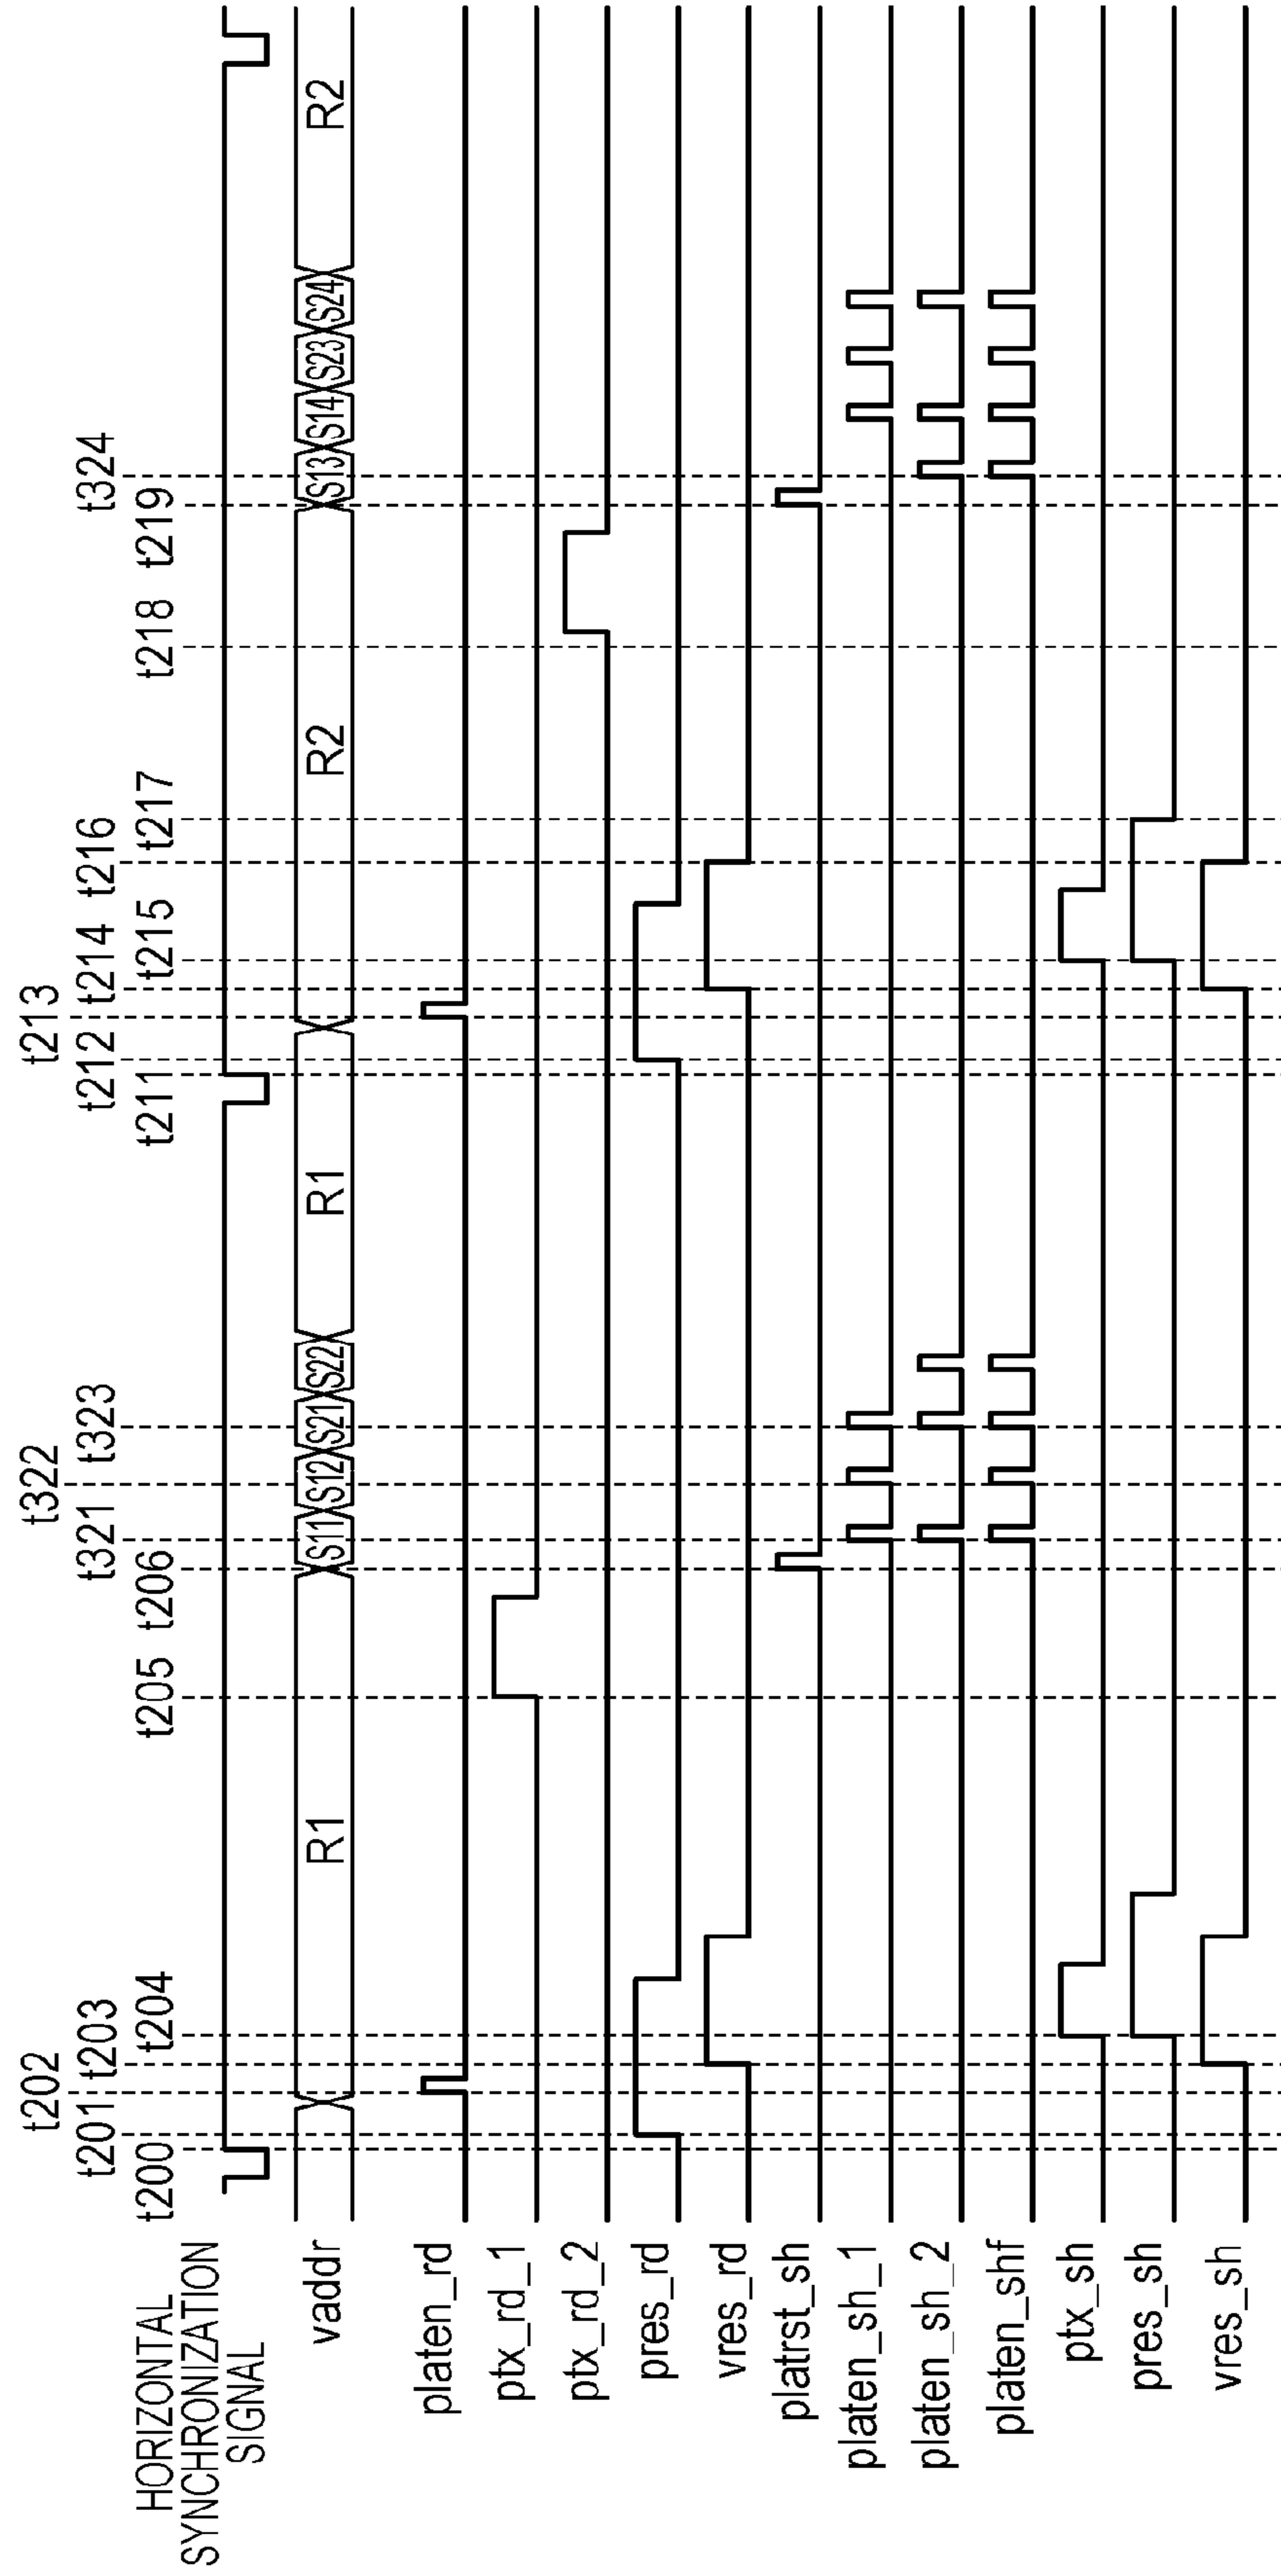 t202
t322
t213
t201 t203
t321
t323
t212
t214
t216
t324
t200
t204
t205
t206
t211
t215
t217
t218
t219
HORIZONTAL
SYNCHRONIZATION
SIGNAL
vaddr
R1
S11
S12
S21
S22
R1
R2
S13
S14
S23
S24
R2
platen_rd
ptx_rd_1
ptx_rd_2
pres_rd
vres_rd
platrst_sh
platen_sh_1
platen_sh_2
platen_shf
ptx_sh
pres_sh
vres_sh